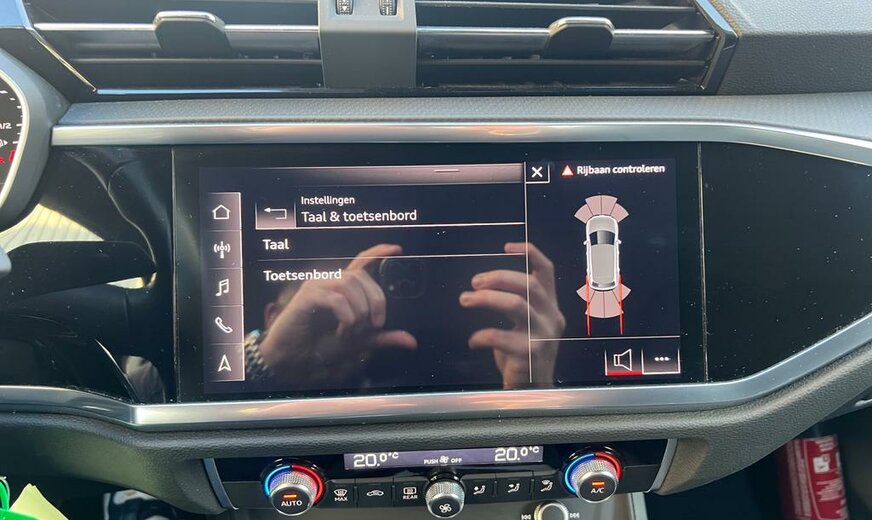 Rijbaan controleren
Instellingen
Taal & toetsenbord
Taal
Toetsenbord
20.0°C
PUSH OFF
20.0°C
AUTO
MAX
REAR
A/C